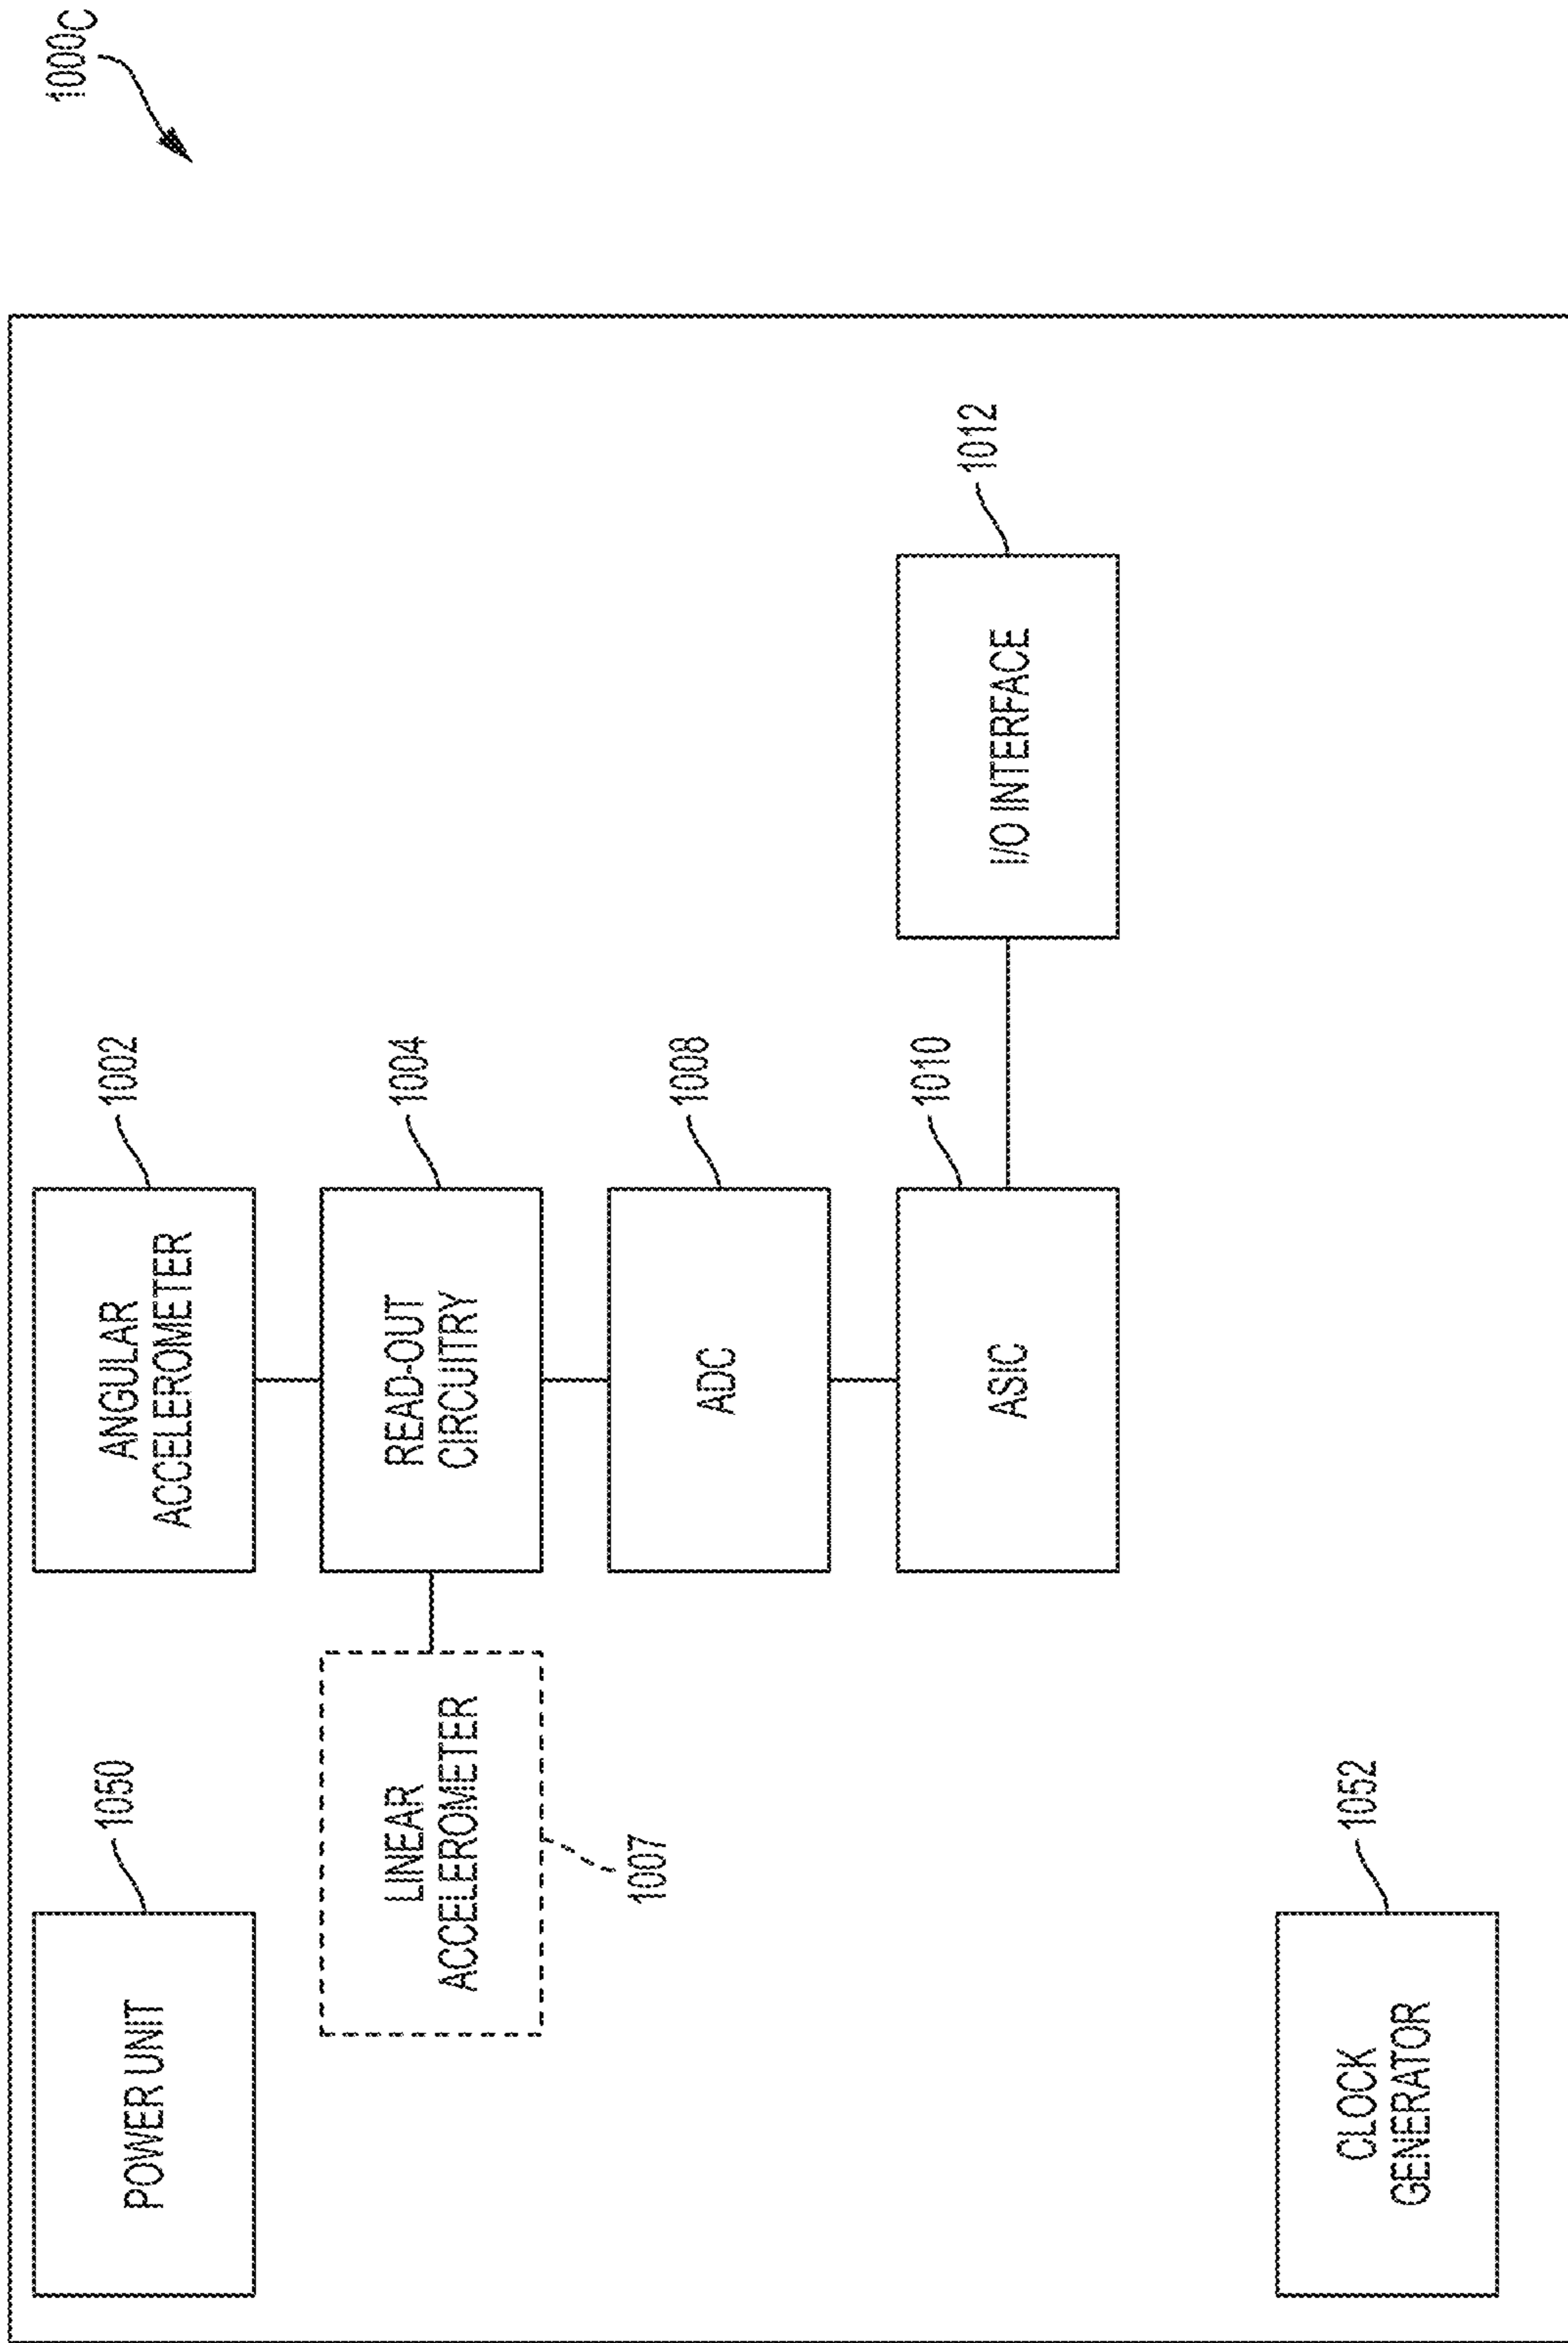 1000C
POWER UNIT
1050
ANGULAR
ACCELEROMETER
1002
LINEAR
ACCELEROMETER
1007
READ-OUT
CIRCUITRY
1004
ADC
1008
ASIC
1010
I/O INTERFACE
1012
CLOCK
GENERATOR
1052